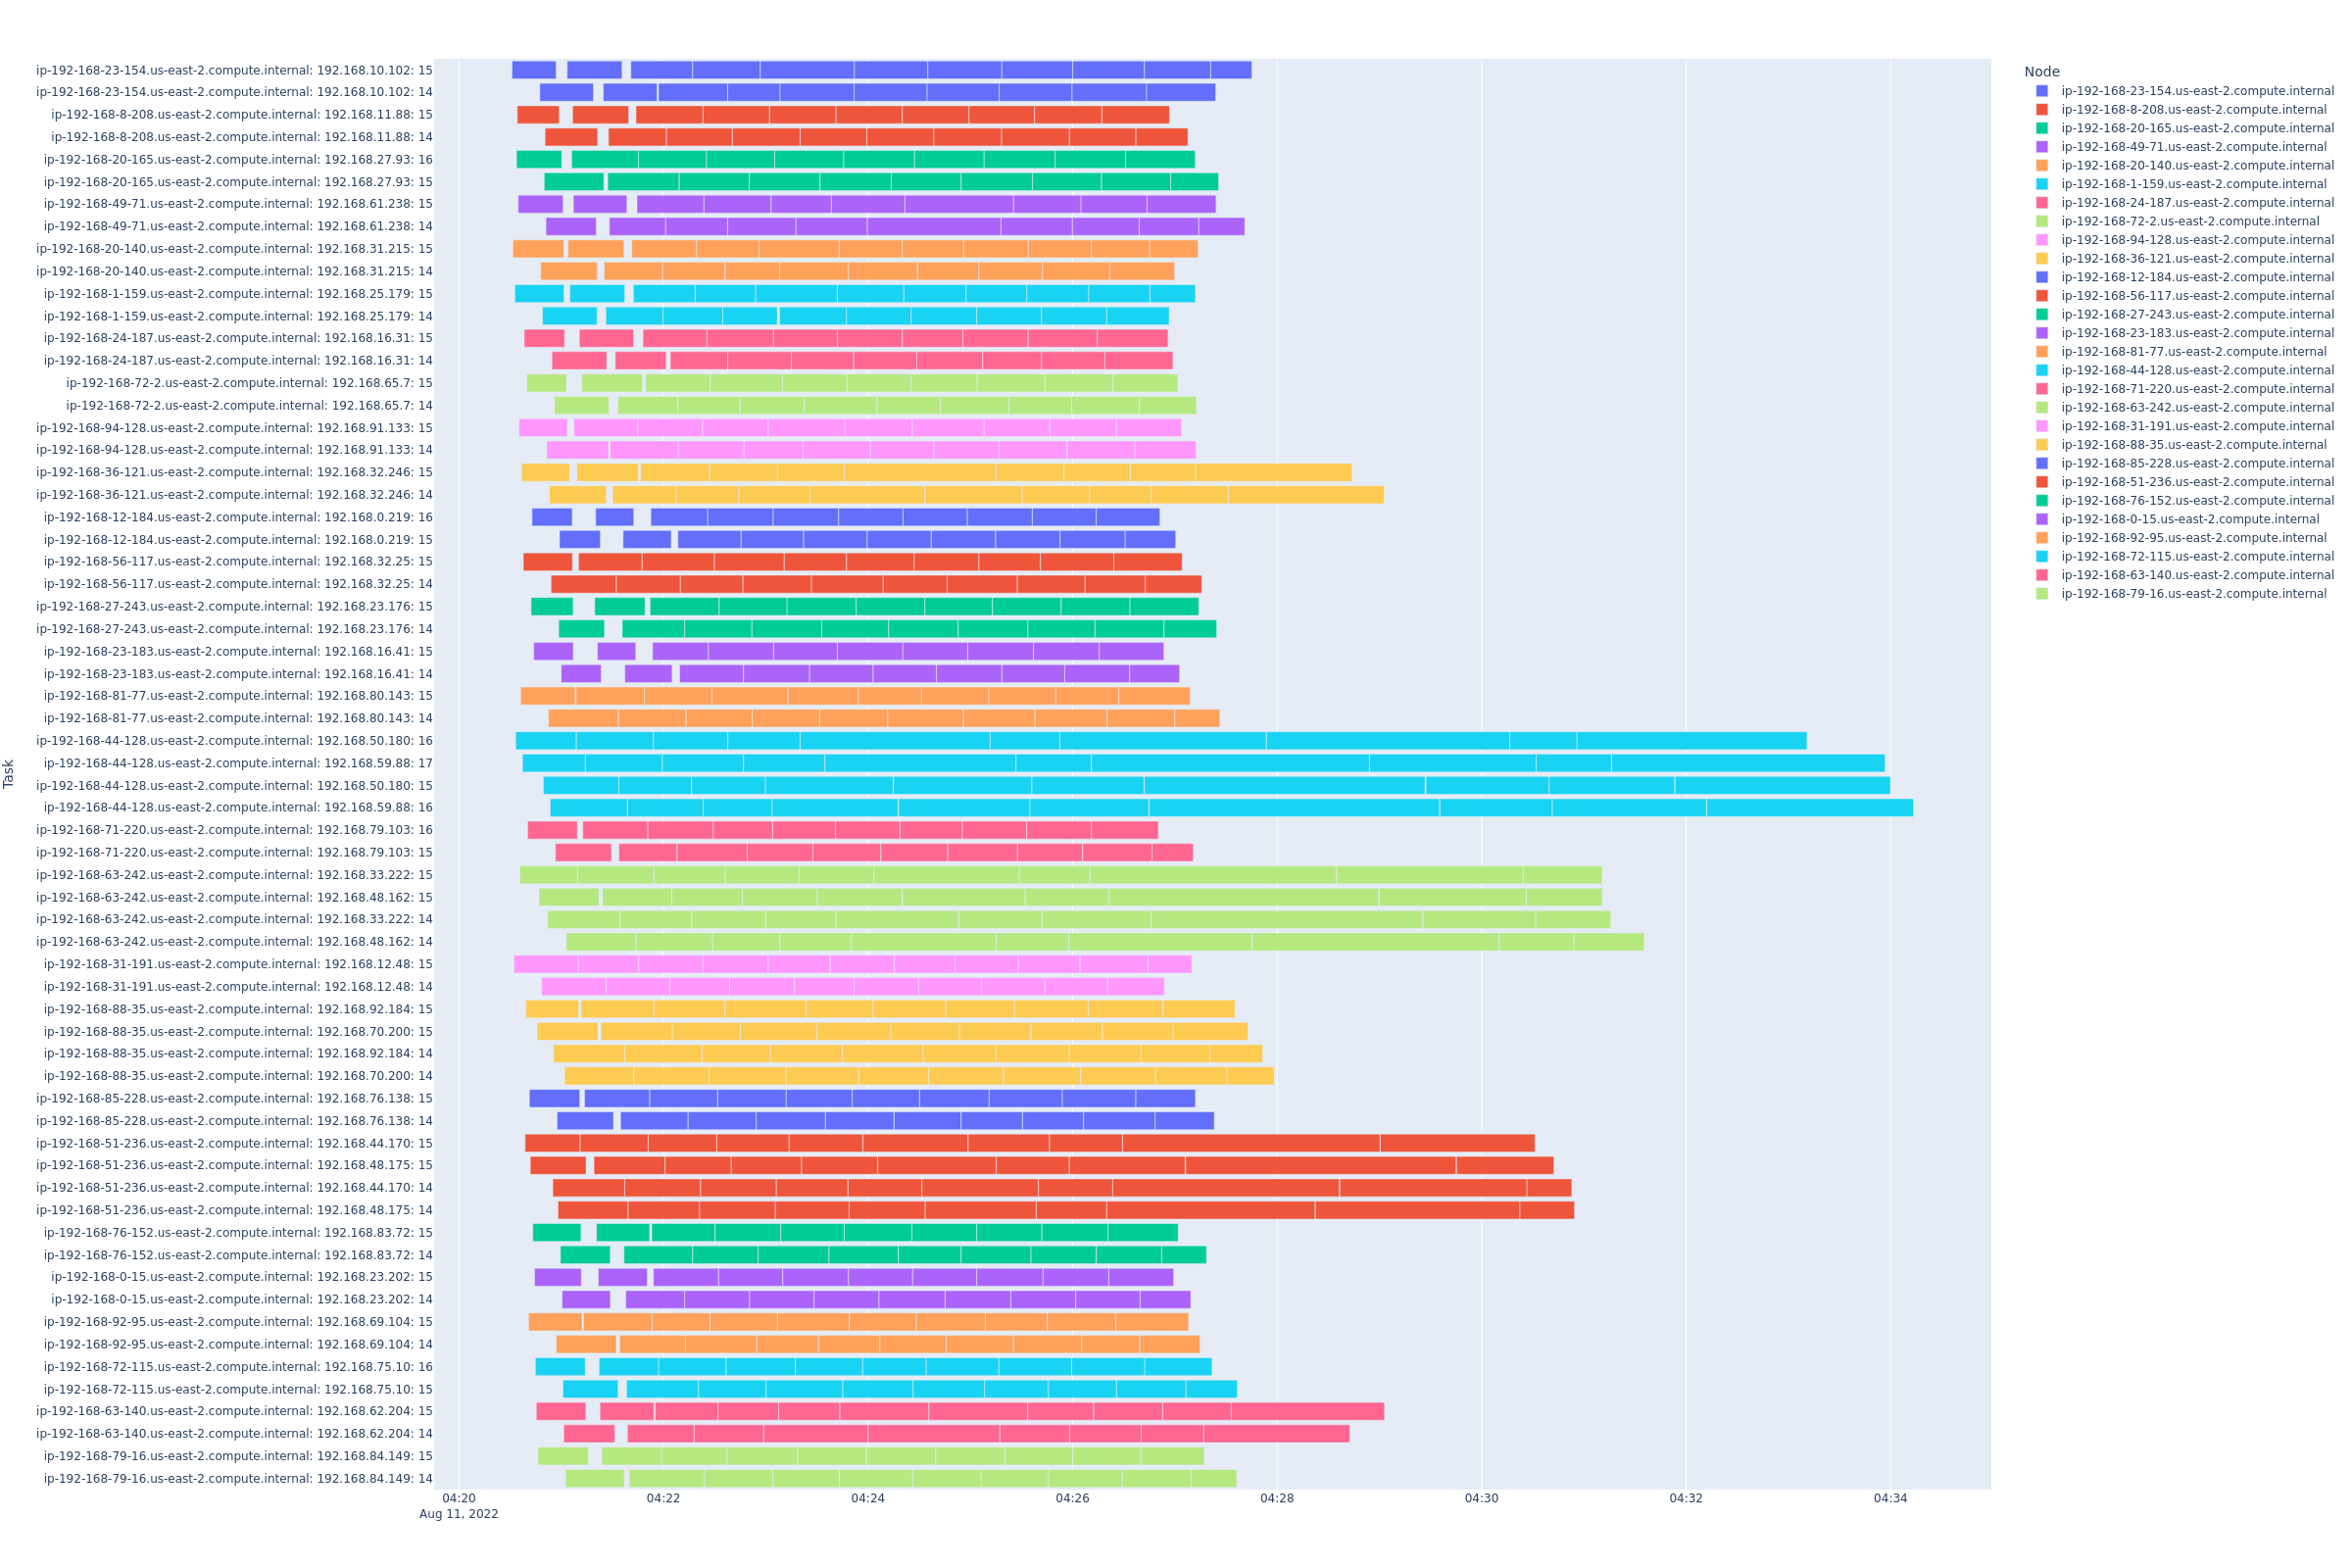 ip-192-168-23-154.us-east-2.compute.internal: 192.168.10.102: 15
ip-192-168-23-154.us-east-2.compute.internal: 192.168.10.102: 14
ip-192-168-8-208.us-east-2.compute.internal: 192.168.11.88: 15
ip-192-168-8-208.us-east-2.compute.internal: 192.168.11.88: 14
ip-192-168-20-165.us-east-2.compute.internal: 192.168.27.93: 16
ip-192-168-20-165.us-east-2.compute.internal: 192.168.27.93: 15
ip-192-168-49-71.us-east-2.compute.internal: 192.168.61.238: 15
ip-192-168-49-71.us-east-2.compute.internal: 192.168.61.238: 14
ip-192-168-20-140.us-east-2.compute.internal: 192.168.31.215: 15
ip-192-168-20-140.us-east-2.compute.internal: 192.168.31.215: 14
ip-192-168-1-159.us-east-2.compute.internal: 192.168.25.179: 15
ip-192-168-1-159.us-east-2.compute.internal: 192.168.25.179: 14
ip-192-168-24-187.us-east-2.compute.internal: 192.168.16.31: 15
ip-192-168-24-187.us-east-2.compute.internal: 192.168.16.31: 14
ip-192-168-72-2.us-east-2.compute.internal: 192.168.65.7: 15
ip-192-168-72-2.us-east-2.compute.internal: 192.168.65.7: 14
ip-192-168-94-128.us-east-2.compute.internal: 192.168.91.133: 15
ip-192-168-94-128.us-east-2.compute.internal: 192.168.91.133: 14
ip-192-168-36-121.us-east-2.compute.internal: 192.168.32.246: 15
ip-192-168-36-121.us-east-2.compute.internal: 192.168.32.246: 14
ip-192-168-12-184.us-east-2.compute.internal: 192.168.0.219: 16
ip-192-168-12-184.us-east-2.compute.internal: 192.168.0.219: 15
ip-192-168-56-117.us-east-2.compute.internal: 192.168.32.25: 15
ip-192-168-56-117.us-east-2.compute.internal: 192.168.32.25: 14
ip-192-168-27-243.us-east-2.compute.internal: 192.168.23.176: 15
ip-192-168-27-243.us-east-2.compute.internal: 192.168.23.176: 14
ip-192-168-23-183.us-east-2.compute.internal: 192.168.16.41: 15
ip-192-168-23-183.us-east-2.compute.internal: 192.168.16.41: 14
ip-192-168-81-77.us-east-2.compute.internal: 192.168.80.143: 15
ip-192-168-81-77.us-east-2.compute.internal: 192.168.80.143: 14
ip-192-168-44-128.us-east-2.compute.internal: 192.168.50.180: 16
ip-192-168-44-128.us-east-2.compute.internal: 192.168.59.88: 17
ip-192-168-44-128.us-east-2.compute.internal: 192.168.50.180: 15
ip-192-168-44-128.us-east-2.compute.internal: 192.168.59.88: 16
ip-192-168-71-220.us-east-2.compute.internal: 192.168.79.103: 16
ip-192-168-71-220.us-east-2.compute.internal: 192.168.79.103: 15
ip-192-168-63-242.us-east-2.compute.internal: 192.168.33.222: 15
ip-192-168-63-242.us-east-2.compute.internal: 192.168.48.162: 15
ip-192-168-63-242.us-east-2.compute.internal: 192.168.33.222: 14
ip-192-168-63-242.us-east-2.compute.internal: 192.168.48.162: 14
ip-192-168-31-191.us-east-2.compute.internal: 192.168.12.48: 15
ip-192-168-31-191.us-east-2.compute.internal: 192.168.12.48: 14
ip-192-168-88-35.us-east-2.compute.internal: 192.168.92.184: 15
ip-192-168-88-35.us-east-2.compute.internal: 192.168.70.200: 15
ip-192-168-88-35.us-east-2.compute.internal: 192.168.92.184: 14
ip-192-168-88-35.us-east-2.compute.internal: 192.168.70.200: 14
ip-192-168-85-228.us-east-2.compute.internal: 192.168.76.138: 15
ip-192-168-85-228.us-east-2.compute.internal: 192.168.76.138: 14
ip-192-168-51-236.us-east-2.compute.internal: 192.168.44.170: 15
ip-192-168-51-236.us-east-2.compute.internal: 192.168.48.175: 15
ip-192-168-51-236.us-east-2.compute.internal: 192.168.44.170: 14
ip-192-168-51-236.us-east-2.compute.internal: 192.168.48.175: 14
ip-192-168-76-152.us-east-2.compute.internal: 192.168.83.72: 15
ip-192-168-76-152.us-east-2.compute.internal: 192.168.83.72: 14
ip-192-168-0-15.us-east-2.compute.internal: 192.168.23.202: 15
ip-192-168-0-15.us-east-2.compute.internal: 192.168.23.202: 14
ip-192-168-92-95.us-east-2.compute.internal: 192.168.69.104: 15
ip-192-168-92-95.us-east-2.compute.internal: 192.168.69.104: 14
ip-192-168-72-115.us-east-2.compute.internal: 192.168.75.10: 16
ip-192-168-72-115.us-east-2.compute.internal: 192.168.75.10: 15
ip-192-168-63-140.us-east-2.compute.internal: 192.168.62.204: 15
ip-192-168-63-140.us-east-2.compute.internal: 192.168.62.204: 14
ip-192-168-79-16.us-east-2.compute.internal: 192.168.84.149: 15
ip-192-168-79-16.us-east-2.compute.internal: 192.168.84.149: 14
Task
04:20 04:22 04:24 04:26 04:28 04:30 04:32 04:34
Aug 11, 2022
Node
ip-192-168-23-154.us-east-2.compute.internal
ip-192-168-8-208.us-east-2.compute.internal
ip-192-168-20-165.us-east-2.compute.internal
ip-192-168-49-71.us-east-2.compute.internal
ip-192-168-20-140.us-east-2.compute.internal
ip-192-168-1-159.us-east-2.compute.internal
ip-192-168-24-187.us-east-2.compute.internal
ip-192-168-72-2.us-east-2.compute.internal
ip-192-168-94-128.us-east-2.compute.internal
ip-192-168-36-121.us-east-2.compute.internal
ip-192-168-12-184.us-east-2.compute.internal
ip-192-168-56-117.us-east-2.compute.internal
ip-192-168-27-243.us-east-2.compute.internal
ip-192-168-23-183.us-east-2.compute.internal
ip-192-168-81-77.us-east-2.compute.internal
ip-192-168-44-128.us-east-2.compute.internal
ip-192-168-71-220.us-east-2.compute.internal
ip-192-168-63-242.us-east-2.compute.internal
ip-192-168-31-191.us-east-2.compute.internal
ip-192-168-88-35.us-east-2.compute.internal
ip-192-168-85-228.us-east-2.compute.internal
ip-192-168-51-236.us-east-2.compute.internal
ip-192-168-76-152.us-east-2.compute.internal
ip-192-168-0-15.us-east-2.compute.internal
ip-192-168-92-95.us-east-2.compute.internal
ip-192-168-72-115.us-east-2.compute.internal
ip-192-168-63-140.us-east-2.compute.internal
ip-192-168-79-16.us-east-2.compute.internal